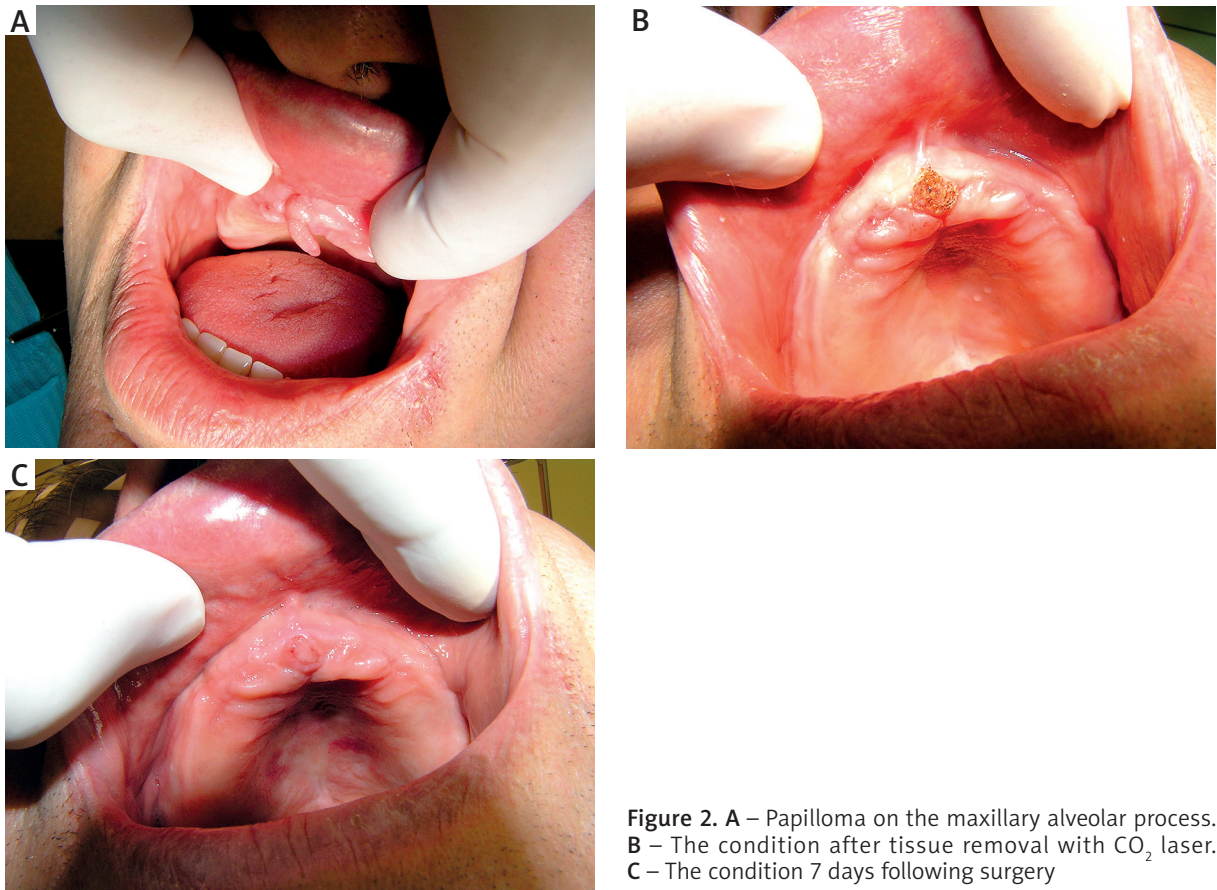 A
B
C
Figure 2. A – Papilloma on the maxillary alveolar process.
B – The condition after tissue removal with CO₂ laser.
C – The condition 7 days following surgery